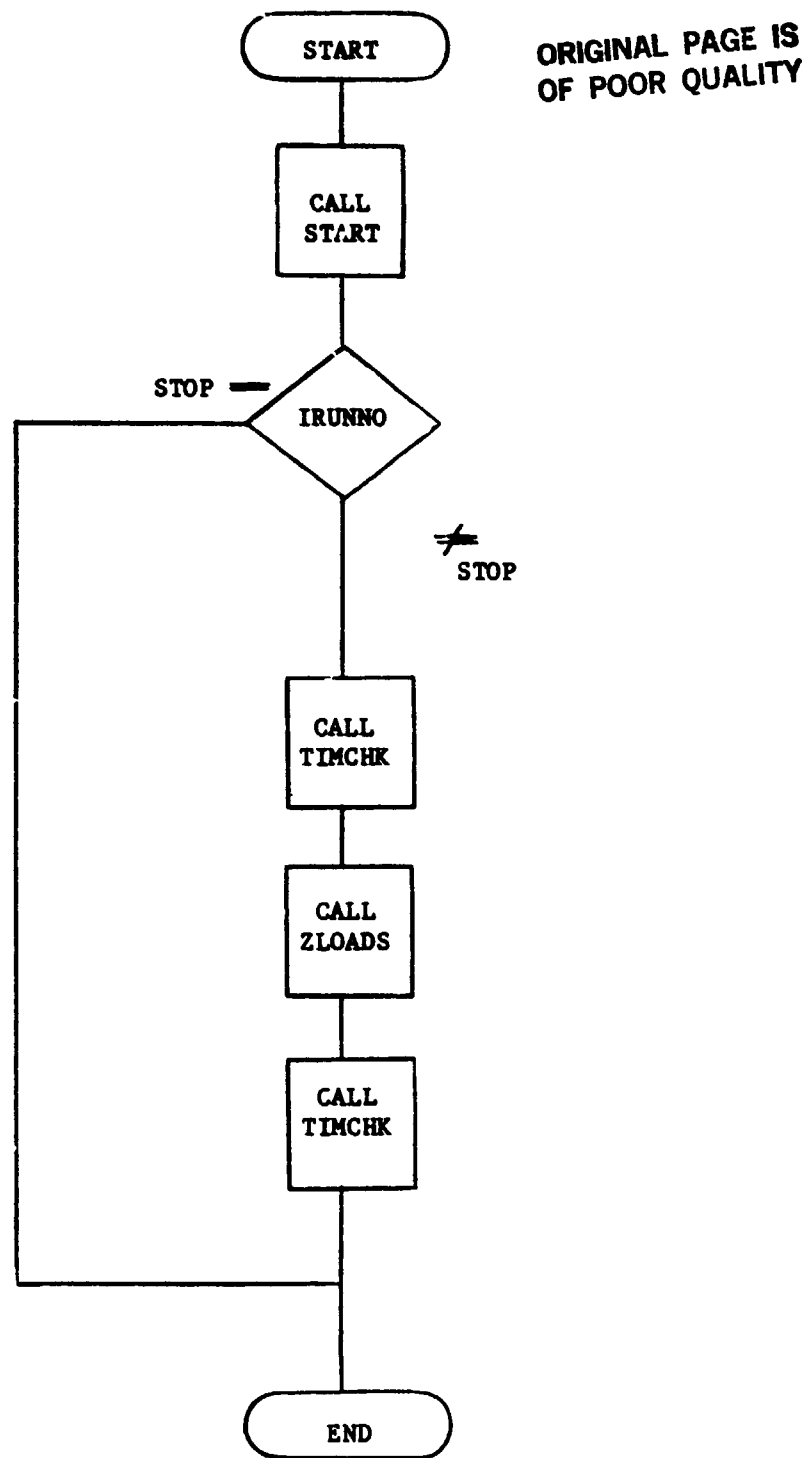 START
ORIGINAL PAGE IS
OF POOR QUALITY
CALL
START
STOP =
IRUNNO
≠
STOP
CALL
TIMCHK
CALL
ZLOADS
CALL
TIMCHK
END